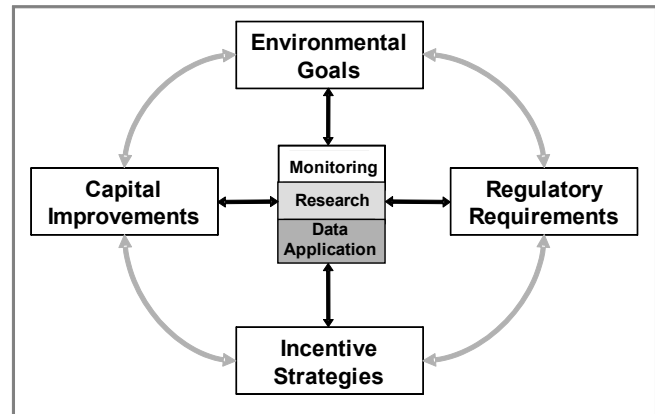 Environmental
Goals
Monitoring
Capital
Improvements
Research
Regulatory
Requirements
Data
Application
Incentive
Strategies